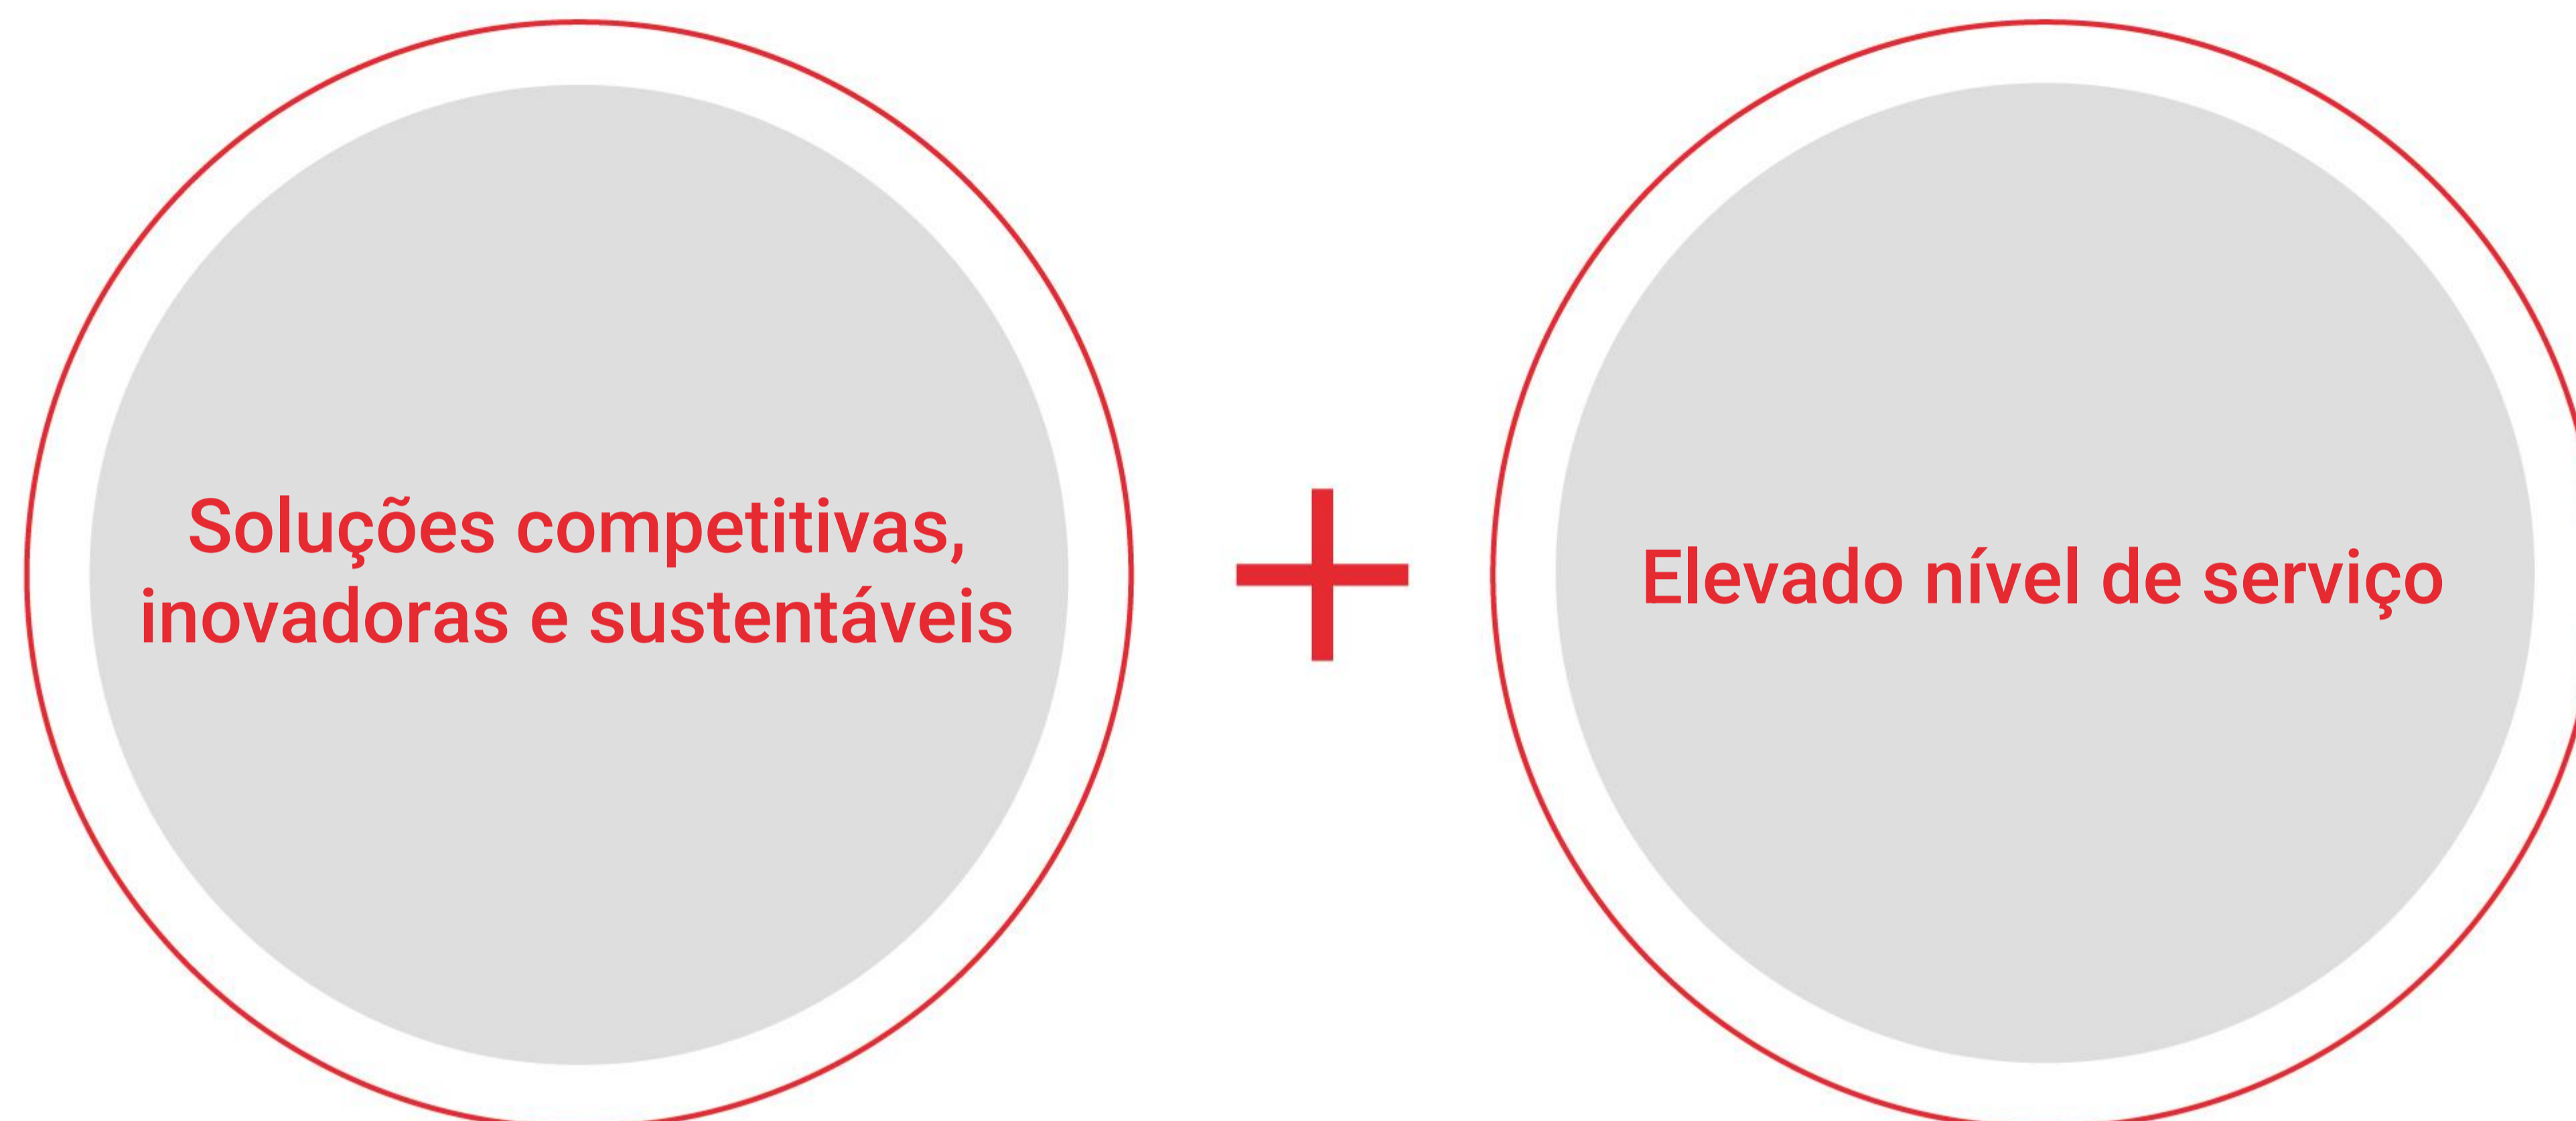 Soluções competitivas,
inovadoras e sustentáveis
+
Elevado nível de serviço